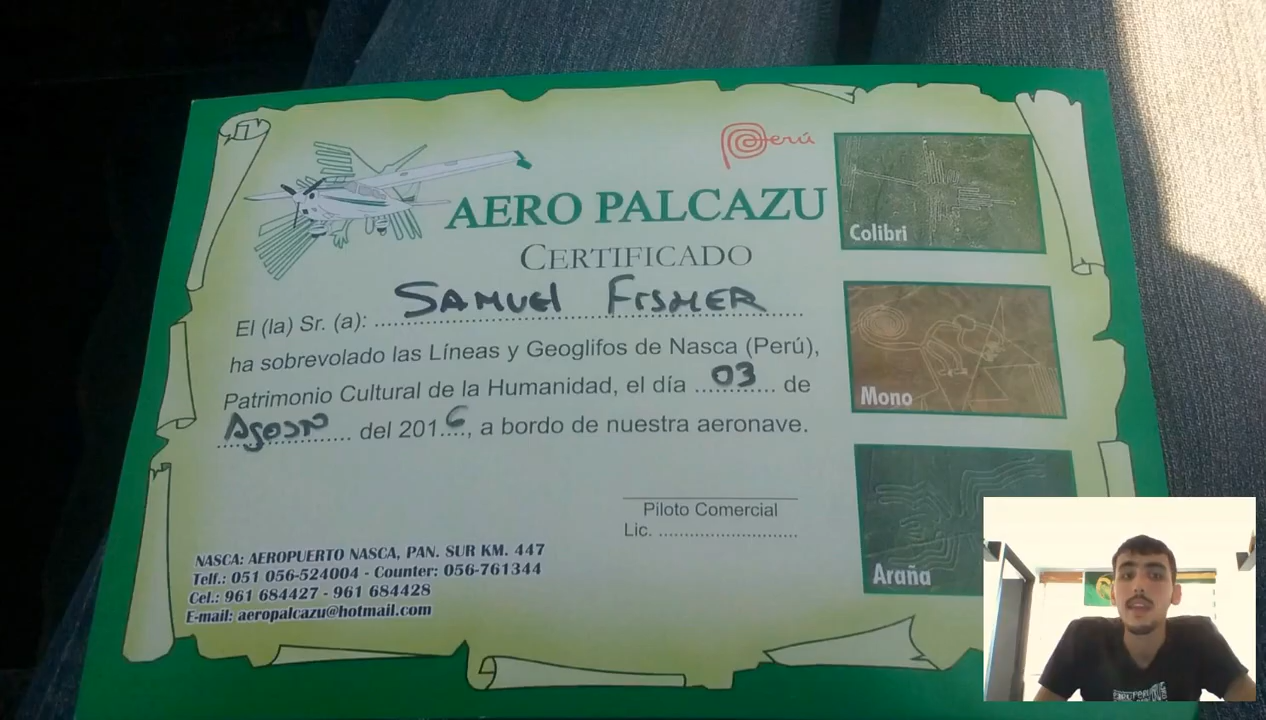 Perú
AERO PALCAZU
CERTIFICADO
El (la) Sr. (a): SAMUEL FISHER
ha sobrevolado las Líneas y Geoglifos de Nasca (Perú),
Patrimonio Cultural de la Humanidad, el día ...03... de
Agosto ... del 201.6.., a bordo de nuestra aeronave.
Piloto Comercial
Lic. ................................
NASCA: AEROPUERTO NASCA, PAN. SUR KM. 447
Telf.: 051 056-524004 - Counter: 056-761344
Cel.: 961 684427 - 961 684428
E-mail: aeropalcazu@hotmail.com
Colibri
Mono
Araña